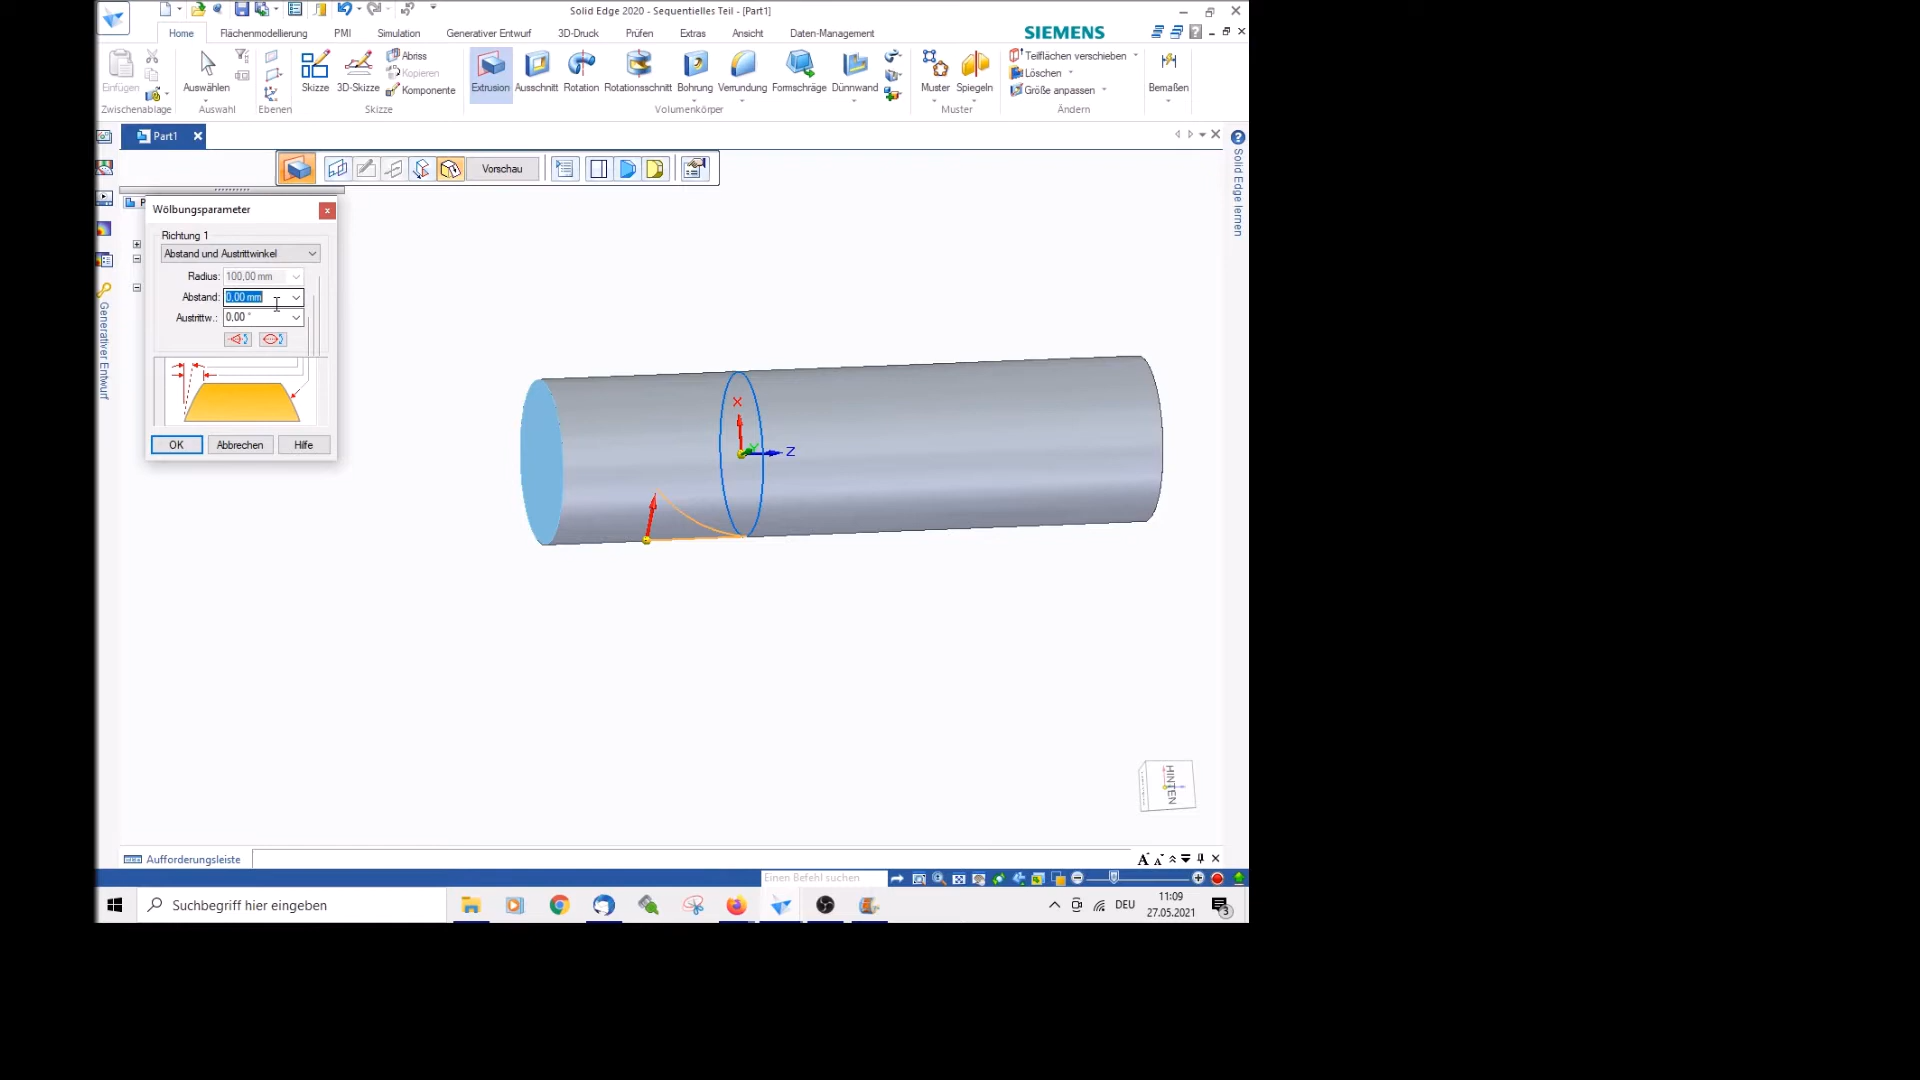 Solid Edge 2020 - Sequentielles Teil - [Part1]
Home Flächenmodellierung PMI Simulation Generativer Entwurf 3D-Druck Prüfen Extras Ansicht Daten-Management SIEMENS
Einfügen Auswählen Skizze 3D-Skizze Abriss Kopieren Komponente Extrusion Ausschnitt Rotation Rotationsschnitt Bohrung Verrundung Formschräge Dünnwand Muster Spiegeln Teilflächen verschieben Löschen Größe anpassen Bemaßen
Zwischenablage Auswahl Ebenen Skizze Volumenkörper Muster Ändern
Part1
Vorschau
Solid Edge lernen
Generativer Entwurf
P
Wölbungsparameter
Richtung 1
Abstand und Austrittwinkel
Radius: 100,00 mm
Abstand: 0,00 mm
Austrittw.: 0,00 °
OK Abbrechen Hilfe
X
Y
Z
HINTEN
Aufforderungsleiste
Einen Befehl suchen
Suchbegriff hier eingeben
DEU
11:09
27.05.2021
3